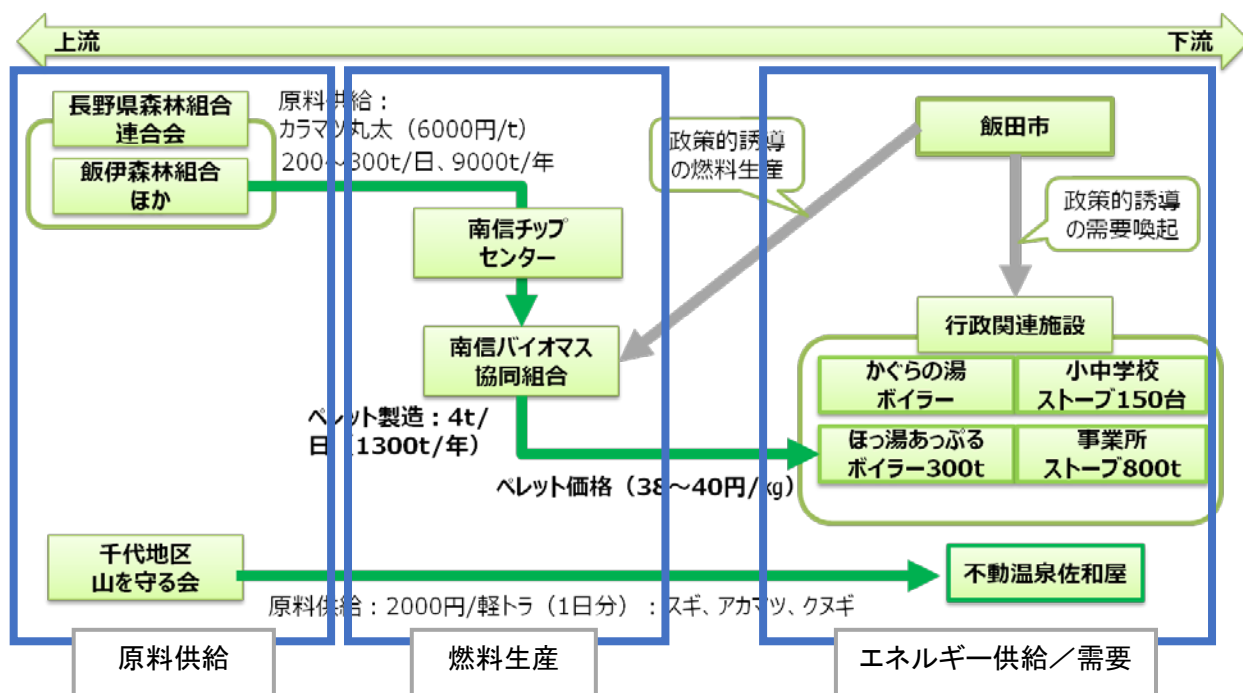 上流
下流
長野県森林組合
連合会
飯伊森林組合
ほか
原料供給：
カラマツ丸太（6000円/t）
200～300t/日、9000t/年
南信チップ
センター
南信バイオマス
協同組合
ペレット製造：4t/
日（1300t/年）
ペレット価格（38～40円/㎏）
政策的誘導
の燃料生産
飯田市
政策的誘導
の需要喚起
行政関連施設
かぐらの湯
ボイラー
小中学校
ストーブ150台
ほっ湯あっぷる
ボイラー300t
事業所
ストーブ800t
千代地区
山を守る会
不動温泉佐和屋
原料供給：2000円/軽トラ（1日分）：スギ、アカマツ、クヌギ
原料供給
燃料生産
エネルギー供給／需要